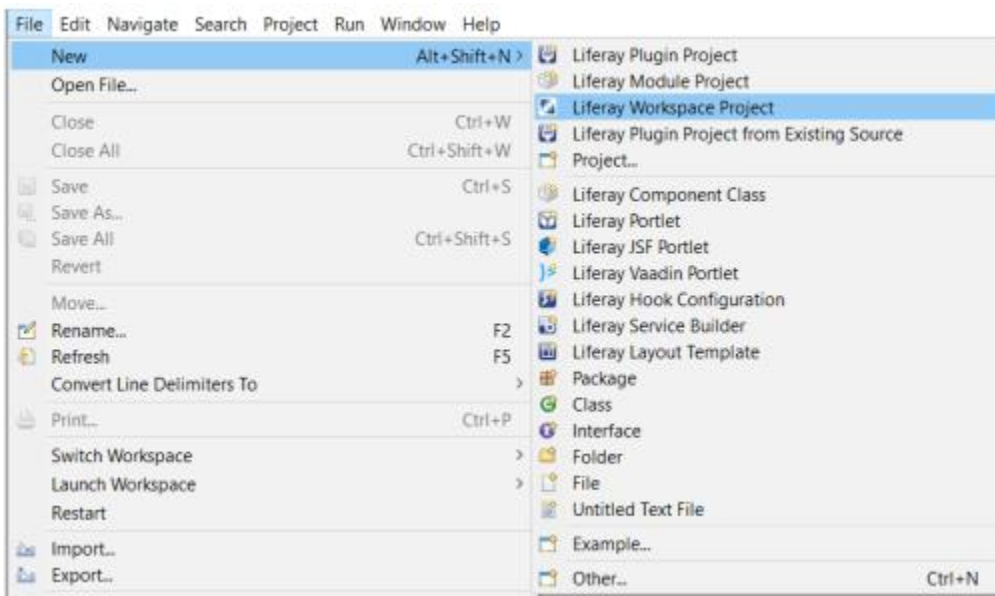 File Edit Navigate Search Project Run Window Help
New Alt+Shift+N >
Open File...
Close Ctrl+W
Close All Ctrl+Shift+W
Save Ctrl+S
Save As...
Save All Ctrl+Shift+S
Revert
Move...
Rename... F2
Refresh F5
Convert Line Delimiters To >
Print... Ctrl+P
Switch Workspace >
Launch Workspace >
Restart
Import...
Export...
Liferay Plugin Project
Liferay Module Project
Liferay Workspace Project
Liferay Plugin Project from Existing Source
Project...
Liferay Component Class
Liferay Portlet
Liferay JSF Portlet
Liferay Vaadin Portlet
Liferay Hook Configuration
Liferay Service Builder
Liferay Layout Template
Package
Class
Interface
Folder
File
Untitled Text File
Example...
Other... Ctrl+N